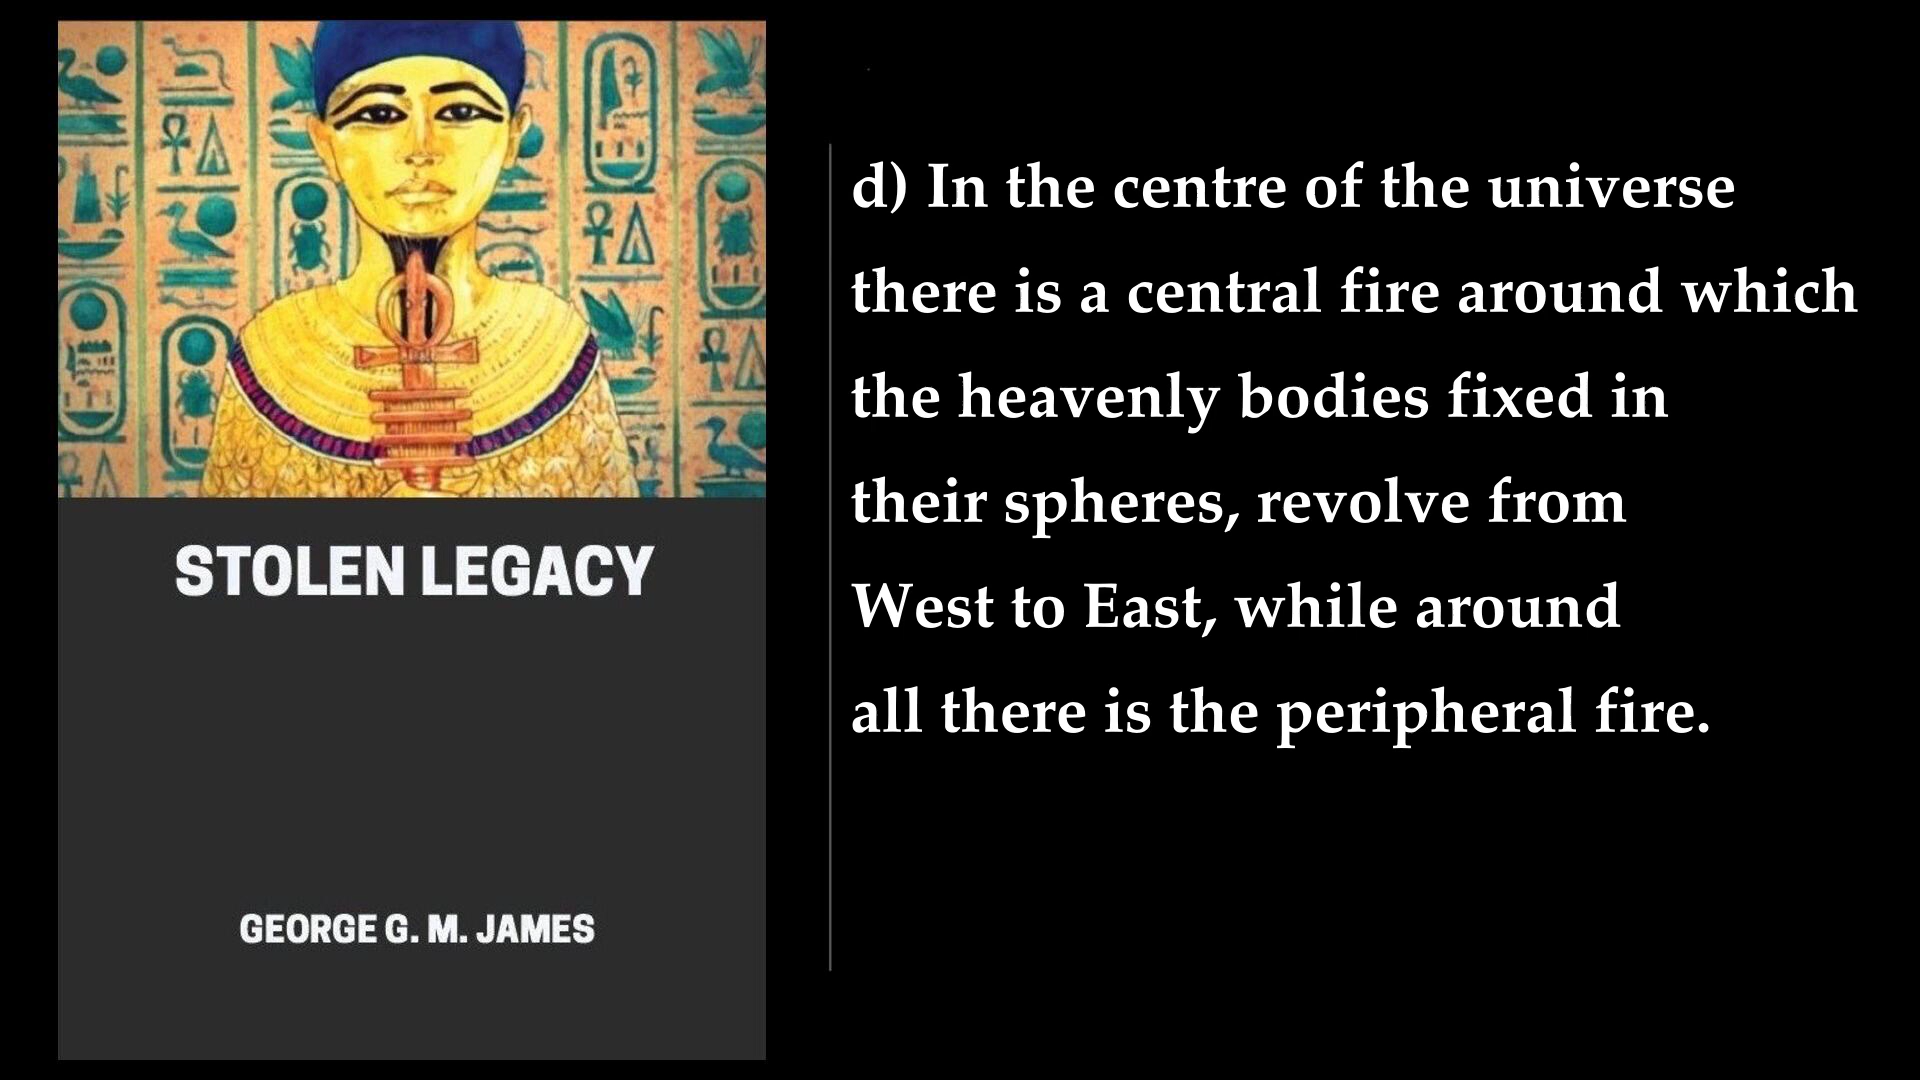 STOLEN LEGACY
GEORGE G. M. JAMES
d) In the centre of the universe
there is a central fire around which
the heavenly bodies fixed in
their spheres, revolve from
West to East, while around
all there is the peripheral fire.